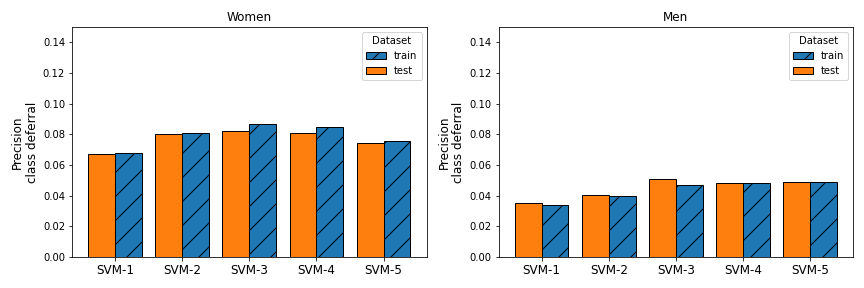 Women
Precision
class deferral
0.14
0.12
0.10
0.08
0.06
0.04
0.02
0.00
Dataset
train
test
SVM-1 SVM-2 SVM-3 SVM-4 SVM-5
Men
Precision
class deferral
0.14
0.12
0.10
0.08
0.06
0.04
0.02
0.00
Dataset
train
test
SVM-1 SVM-2 SVM-3 SVM-4 SVM-5